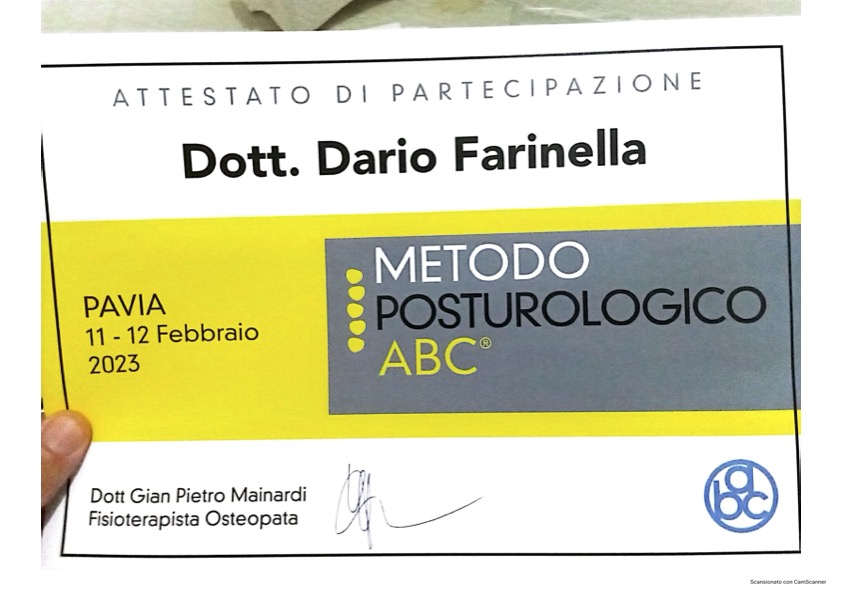 ATTESTATO DI PARTECIPAZIONE
Dott. Dario Farinella
PAVIA
11 - 12 Febbraio
2023
METODO
POSTUROLOGICO
ABC®
Dott Gian Pietro Mainardi
Fisioterapista Osteopata
abc
Scansionato con CamScanner